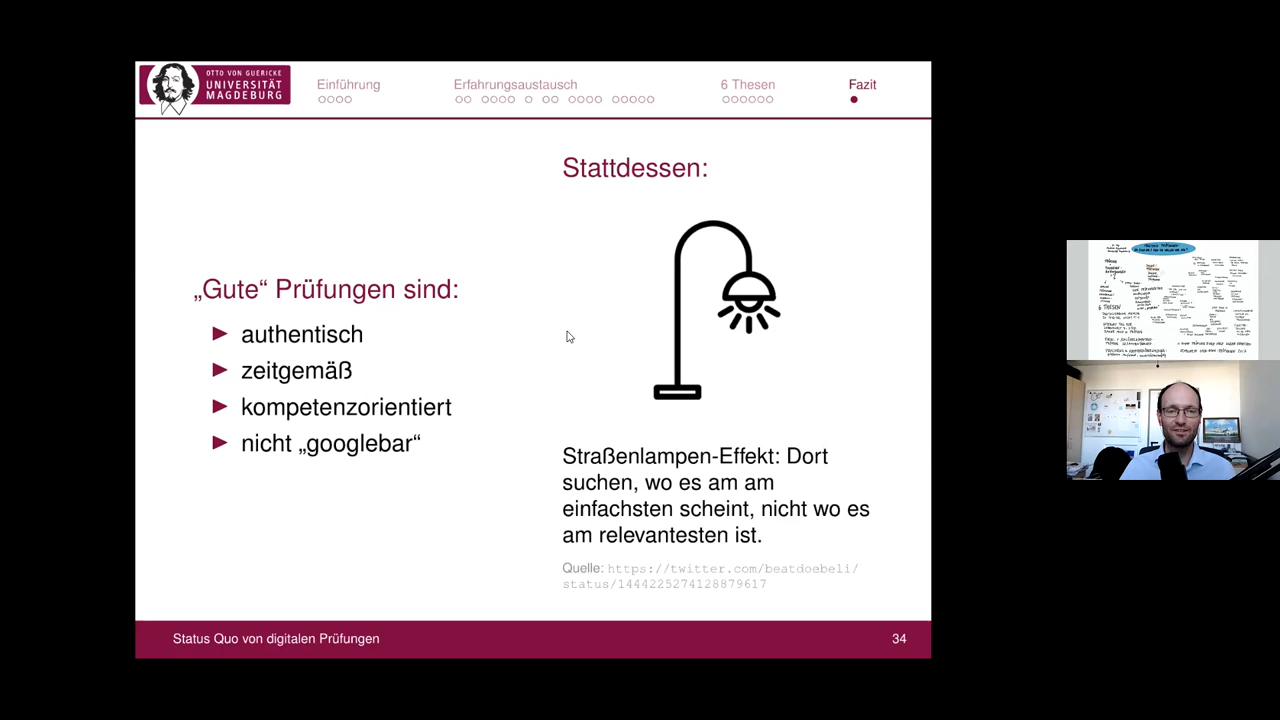 OTTO VON GUERICKE
UNIVERSITÄT
MAGDEBURG
Einführung
Erfahrungsaustausch
6 Thesen
Fazit
„Gute“ Prüfungen sind:
authentisch
zeitgemäß
kompetenzorientiert
nicht „googlebar“
Stattdessen:
Straßenlampen-Effekt: Dort
suchen, wo es am am
einfachsten scheint, nicht wo es
am relevantesten ist.
Quelle: https://twitter.com/beatdoebeli/
status/1444225274128879617
Status Quo von digitalen Prüfungen
34
6 THESEN